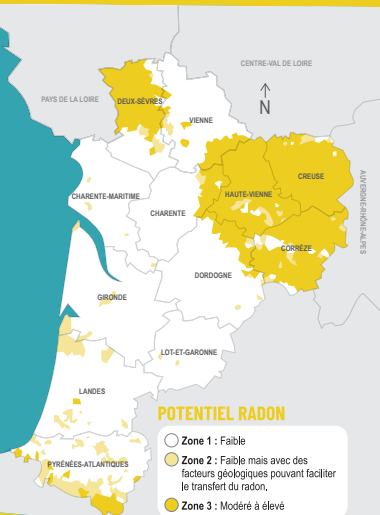 CENTRE-VAL DE LOIRE
PAYS DE LA LOIRE
DEUX-SÈVRES
N
VIENNE
AUVERGNE-RHÔNE-ALPES
CREUSE
HAUTE-VIENNE
CHARENTE-MARITIME
CHARENTE
CORRÈZE
DORDOGNE
GIRONDE
LOT-ET-GARONNE
LANDES
PYRÉNÉES-ATLANTIQUES
POTENTIEL RADON
Zone 1 : Faible
Zone 2 : Faible mais avec des
facteurs géologiques pouvant faciliter
le transfert du radon,
Zone 3 : Modéré à élevé